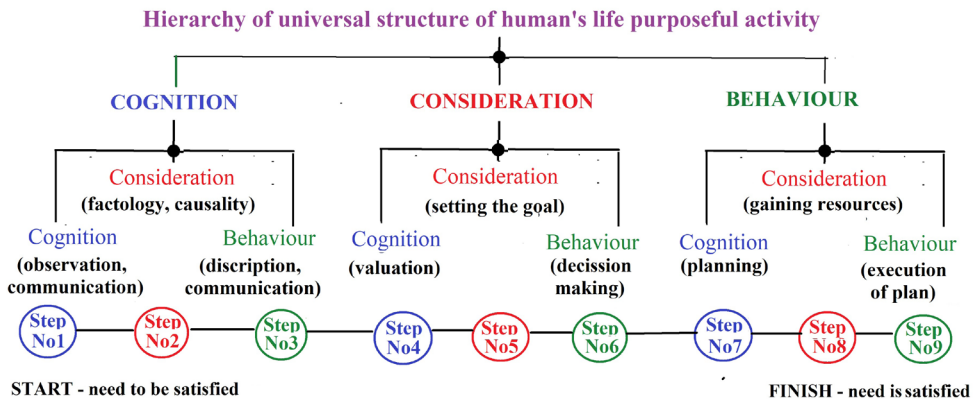 Hierarchy of universal structure of human's life purposeful activity
COGNITION
CONSIDERATION
BEHAVIOUR
Consideration
(factology, causality)
Cognition
(observation,
communication)
Behaviour
(discription,
communication)
Consideration
(setting the goal)
Cognition
(valuation)
Behaviour
(decission
making)
Consideration
(gaining resources)
Cognition
(planning)
Behaviour
(execution
of plan)
Step
No1
Step
No2
Step
No3
Step
No4
Step
No5
Step
No6
Step
No7
Step
No8
Step
No9
START - need to be satisfied
FINISH - need is satisfied